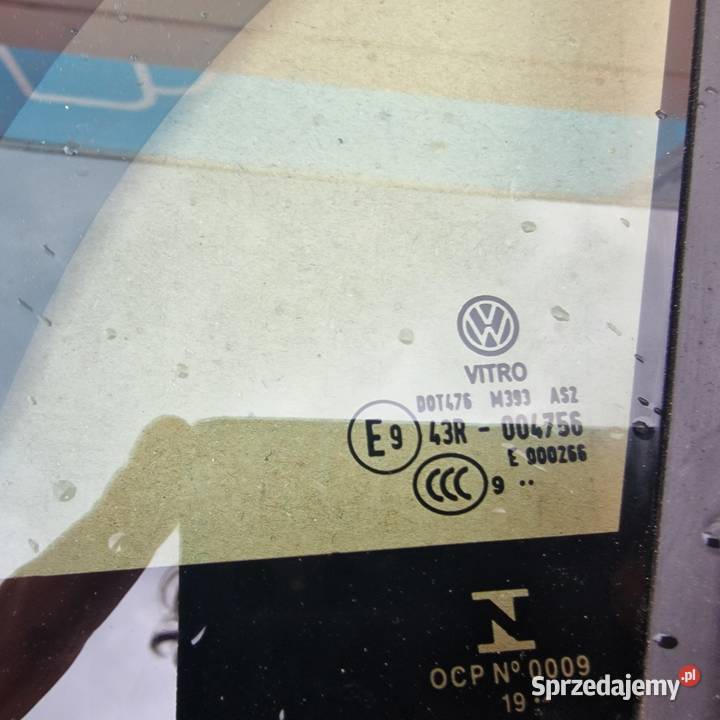 VITRO
DOT476 M393 AS2
E9 43R - 004756
E 000266
CCC 9 ··
N
OCP Nº 0009
19 ··
Sprzedajemy.pl